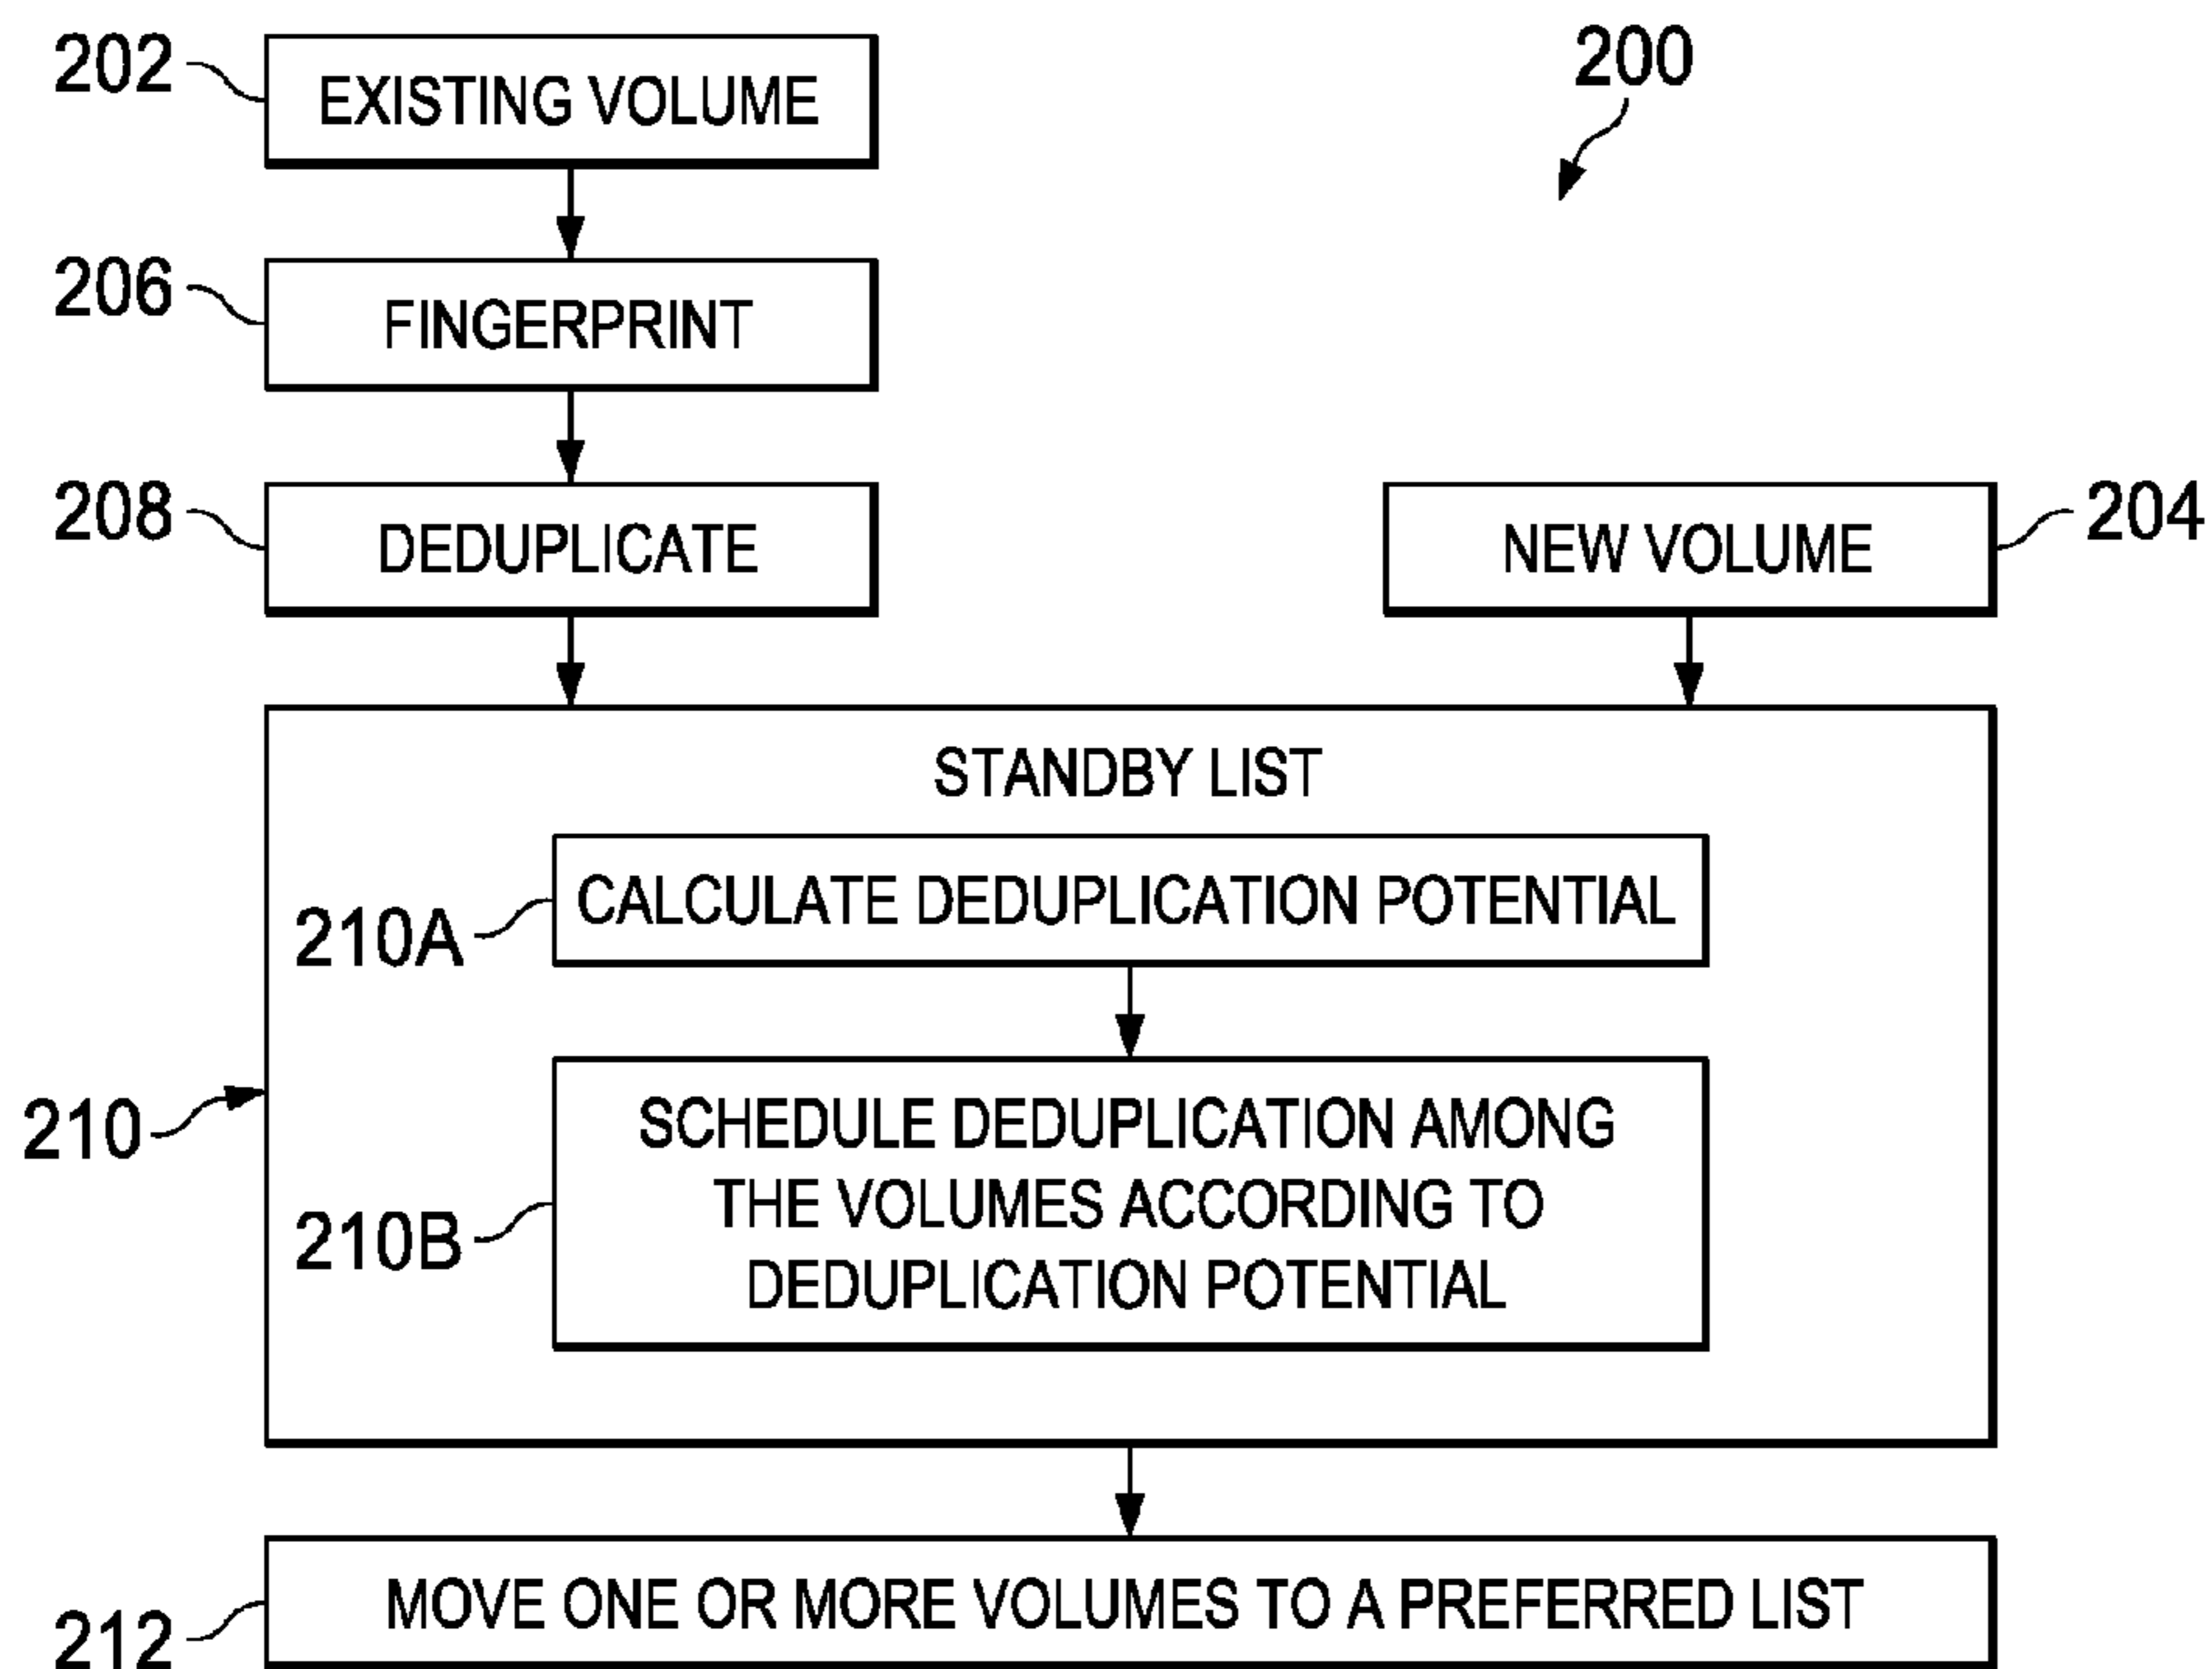 200
202
EXISTING VOLUME
206
FINGERPRINT
208
DEDUPLICATE
NEW VOLUME
204
STANDBY LIST
210A
CALCULATE DEDUPLICATION POTENTIAL
210
210B
SCHEDULE DEDUPLICATION AMONG
THE VOLUMES ACCORDING TO
DEDUPLICATION POTENTIAL
212
MOVE ONE OR MORE VOLUMES TO A PREFERRED LIST